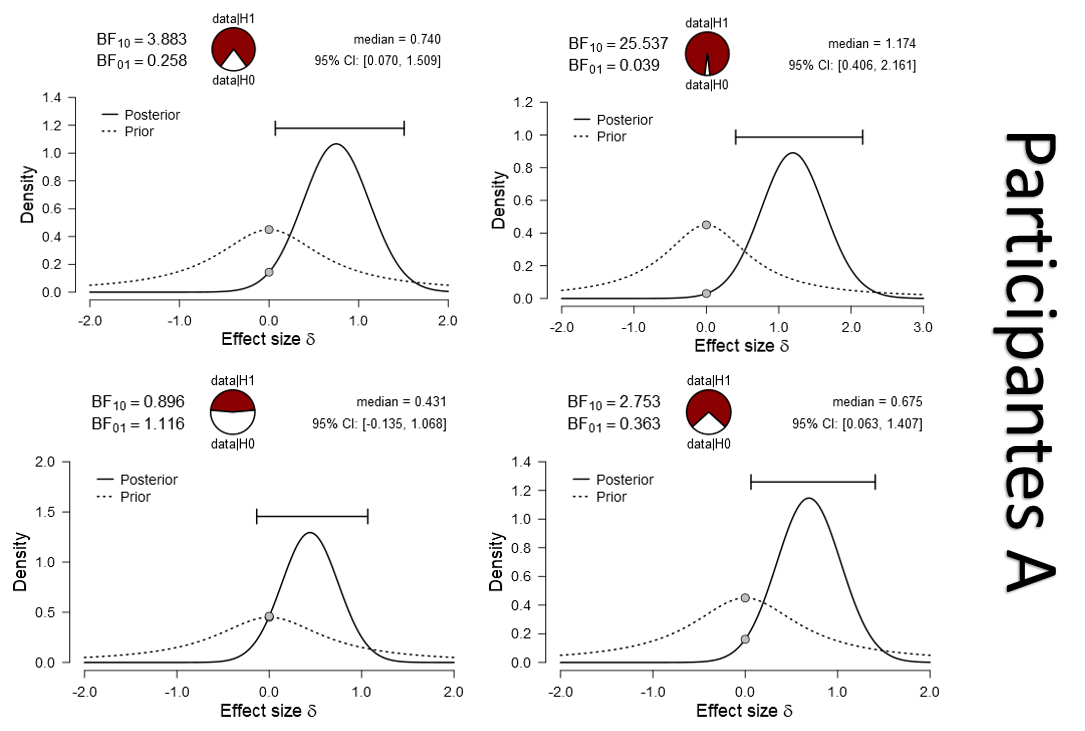 data|H1
BF10 = 3.883
BF01 = 0.258
median = 0.740
95% CI: [0.070, 1.509]
data|H0
1.4
1.2
1.0
0.8
0.6
0.4
0.2
0.0
Density
Posterior
Prior
-2.0 -1.0 0.0 1.0 2.0
Effect size δ
data|H1
BF10 = 25.537
BF01 = 0.039
median = 1.174
95% CI: [0.406, 2.161]
data|H0
1.2
1.0
0.8
0.6
0.4
0.2
0.0
Density
Posterior
Prior
-2.0 -1.0 0.0 1.0 2.0 3.0
Effect size δ
data|H1
BF10 = 0.896
BF01 = 1.116
median = 0.431
95% CI: [-0.135, 1.068]
data|H0
2.0
1.5
1.0
0.5
0.0
Density
Posterior
Prior
-2.0 -1.0 0.0 1.0 2.0
Effect size δ
data|H1
BF10 = 2.753
BF01 = 0.363
median = 0.675
95% CI: [0.063, 1.407]
data|H0
1.4
1.2
1.0
0.8
0.6
0.4
0.2
0.0
Density
Posterior
Prior
-2.0 -1.0 0.0 1.0 2.0
Effect size δ
Participantes A